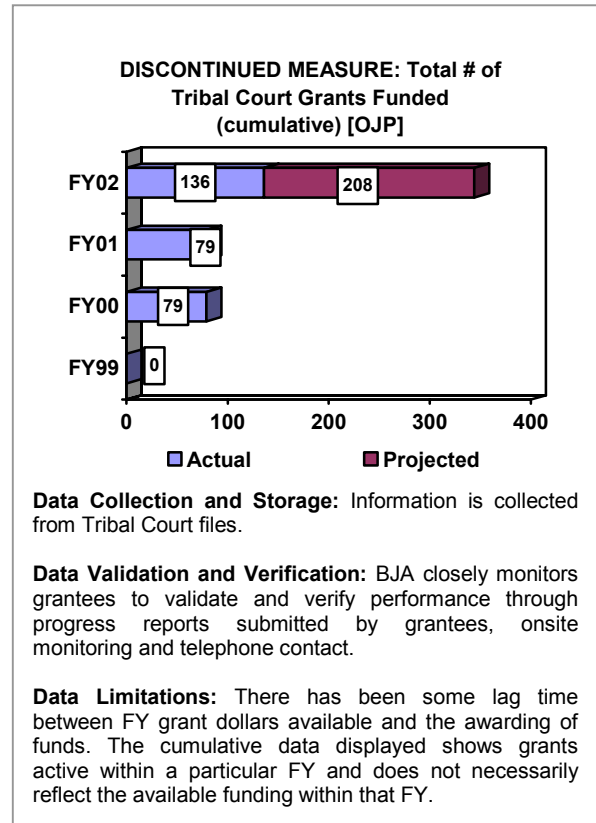 DISCONTINUED MEASURE: Total # of
Tribal Court Grants Funded
(cumulative) [OJP]
FY02
136
208
FY01
79
FY00
79
FY99
0
0 100 200 300 400
Actual Projected
Data Collection and Storage: Information is collected
from Tribal Court files.
Data Validation and Verification: BJA closely monitors
grantees to validate and verify performance through
progress reports submitted by grantees, onsite
monitoring and telephone contact.
Data Limitations: There has been some lag time
between FY grant dollars available and the awarding of
funds. The cumulative data displayed shows grants
active within a particular FY and does not necessarily
reflect the available funding within that FY.